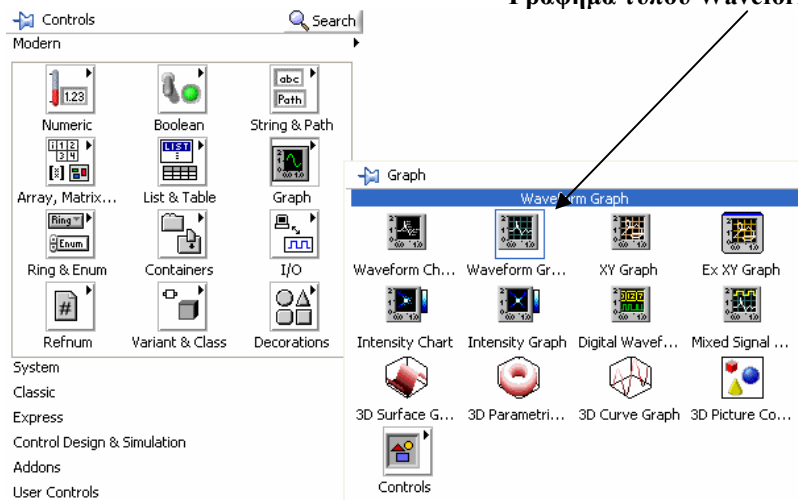 Γράφημα τύπου Wavefor
Controls
Search
Modern
Numeric
Boolean
String & Path
Array, Matrix...
List & Table
Graph
Ring & Enum
Containers
I/O
Refnum
Variant & Class
Decorations
System
Classic
Express
Control Design & Simulation
Addons
User Controls
Graph
Waveform Graph
Waveform Ch...
Waveform Gr...
XY Graph
Ex XY Graph
Intensity Chart
Intensity Graph
Digital Wavef...
Mixed Signal ...
3D Surface G...
3D Parametri...
3D Curve Graph
3D Picture Co...
Controls